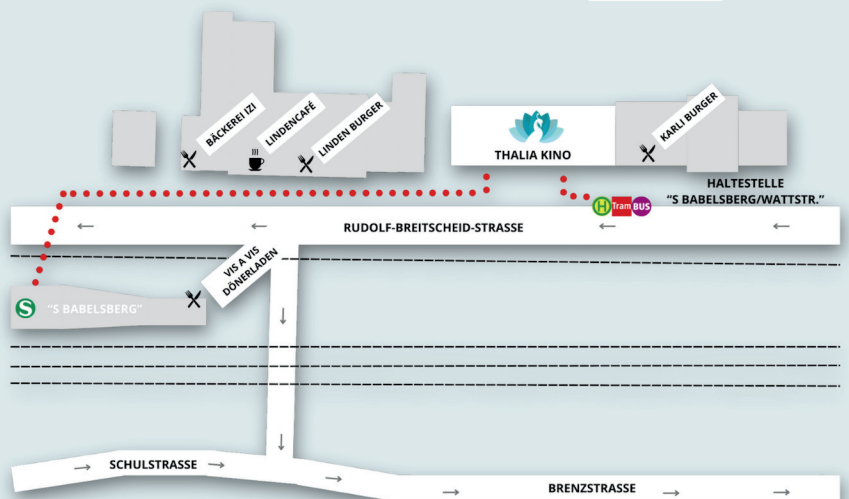 BÄCKEREI IZI
LINDENCAFÉ
LINDEN BURGER
THALIA KINO
KARLI BURGER
HALTESTELLE
"S BABELSBERG/WATTSTR."
H Tram BUS
RUDOLF-BREITSCHEID-STRASSE
VIS A VIS
DÖNERLADEN
S "S BABELSBERG"
SCHULSTRASSE
BRENZSTRASSE